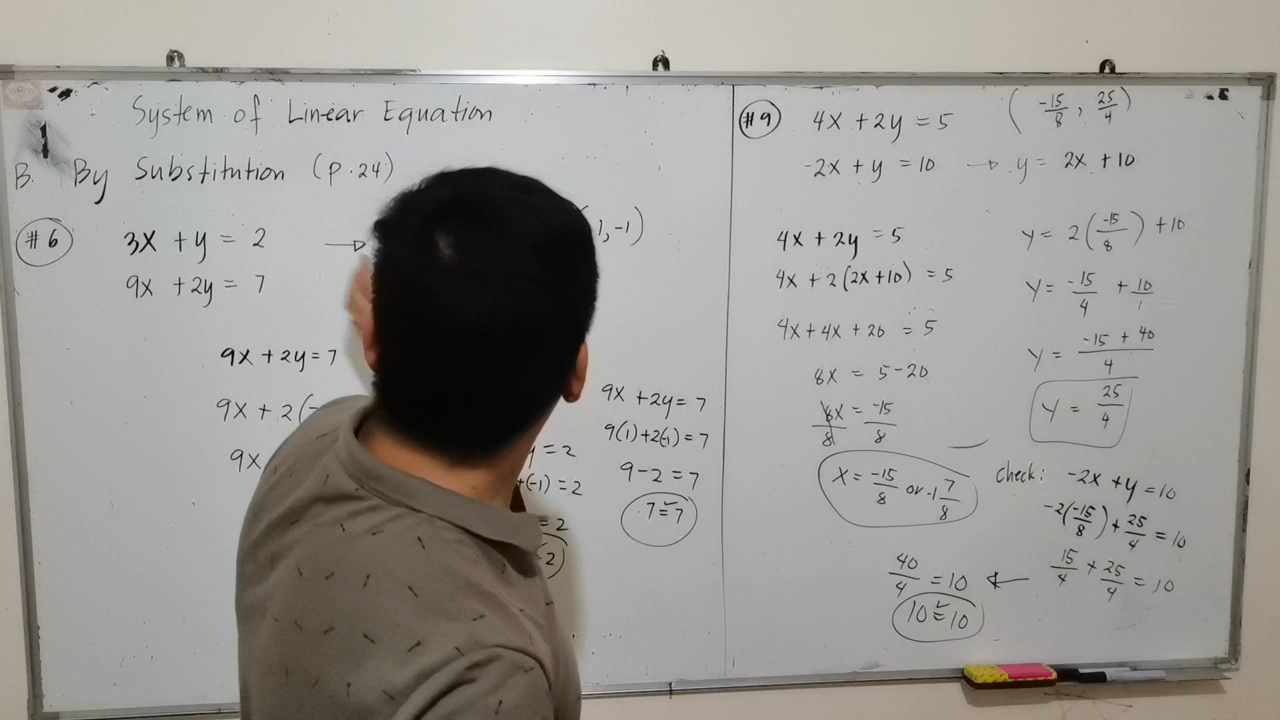 System of Linear Equation
B. By Substitution (p.24)
#6
3x + y = 2 →
9x + 2y = 7
1, -1)
9x + 2y = 7
9x + 2(-
9x
y = 2
+(-1) = 2
= 2
2
9x + 2y = 7
9(1)+2(-1) = 7
9 - 2 = 7
7 = 7
#9
4x + 2y = 5 (-15/8, 25/4)
-2x + y = 10 → y = 2x + 10
4x + 2y = 5
4x + 2(2x+10) = 5
4x + 4x + 20 = 5
8x = 5-20
8x/8 = -15/8
x = -15/8 or -1 7/8
y = 2(-15/8) + 10
y = -15/4 + 10/1
y = -15 + 40/4
y = 25/4
Check: -2x + y = 10
-2(-15/8) + 25/4 = 10
15/4 + 25/4 = 10
40/4 = 10 ←
10 = 10